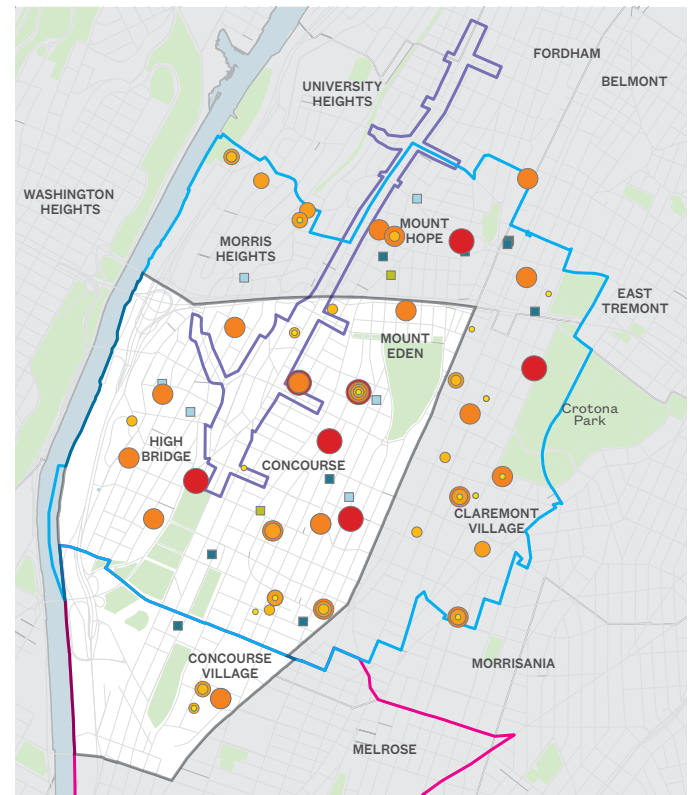 FORDHAM
BELMONT
UNIVERSITY
HEIGHTS
WASHINGTON
HEIGHTS
MOUNT
HOPE
MORRIS
HEIGHTS
EAST
TREMONT
MOUNT
EDEN
Crotona
Park
HIGH
BRIDGE
CONCOURSE
CLAREMONT
VILLAGE
CONCOURSE
VILLAGE
MORRISANIA
MELROSE